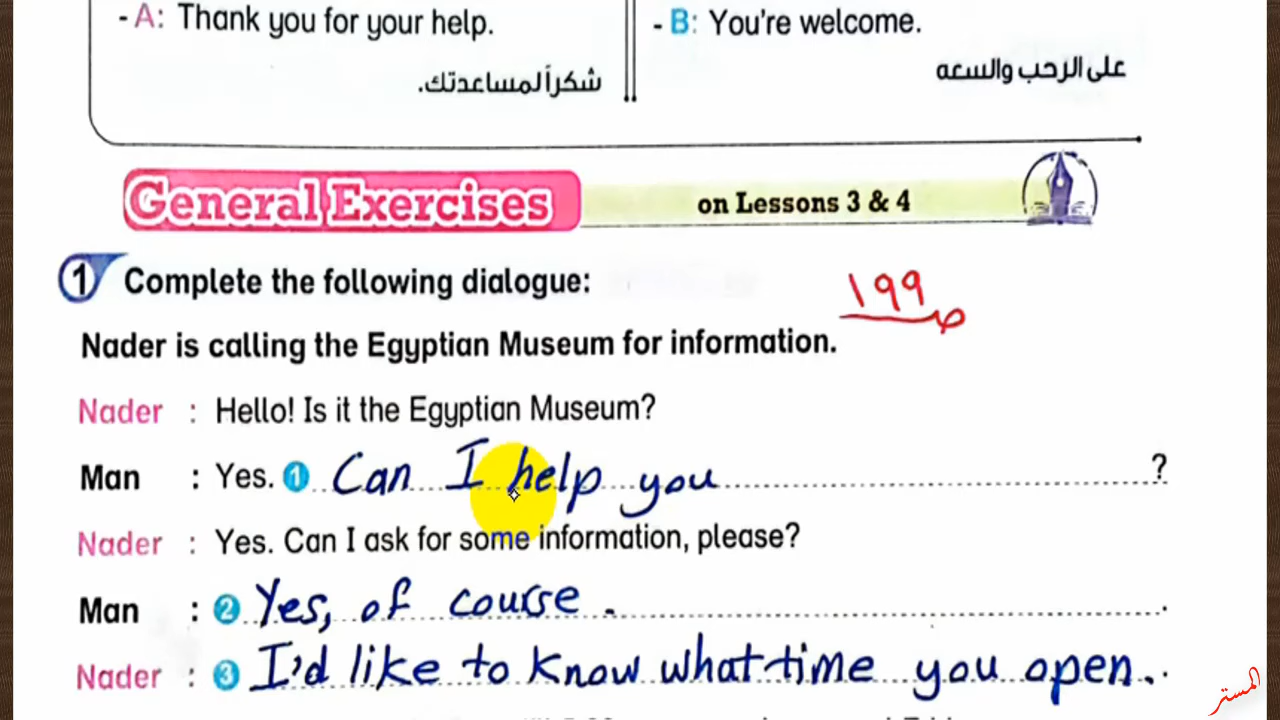 - A: Thank you for your help.
شكراً لمساعدتك.
- B: You're welcome.
على الرحب والسعه
General Exercises
on Lessons 3 & 4
1 Complete the following dialogue:
١٩٩ ص
Nader is calling the Egyptian Museum for information.
Nader : Hello! Is it the Egyptian Museum?
Man : Yes. 1 Can I help you ?
Nader : Yes. Can I ask for some information, please?
Man : 2 Yes, of course .
Nader : 3 I'd like to know what time you open.
المستر